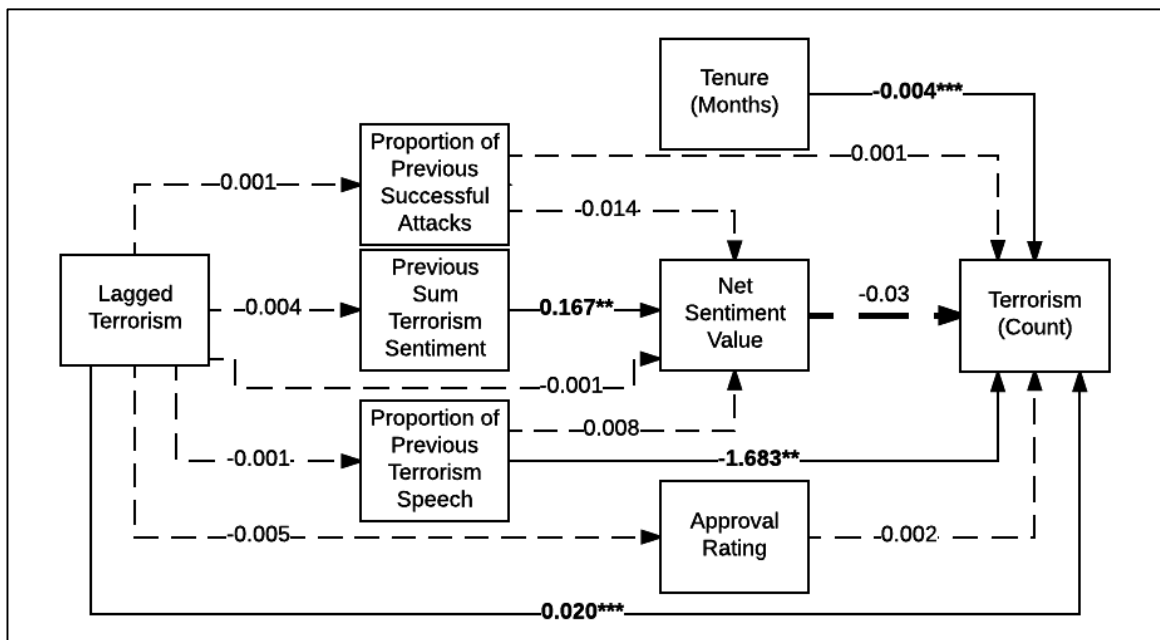 Tenure
(Months)
-0.004***
Proportion of
Previous
Successful
Attacks
0.001
0.001
-0.014
Lagged
Terrorism
-0.004
Previous
Sum
Terrorism
Sentiment
0.167**
Net
Sentiment
Value
-0.03
Terrorism
(Count)
-0.001
Proportion of
Previous
Terrorism
Speech
-0.008
-0.001
-1.683**
Approval
Rating
-0.005
-0.002
0.020***